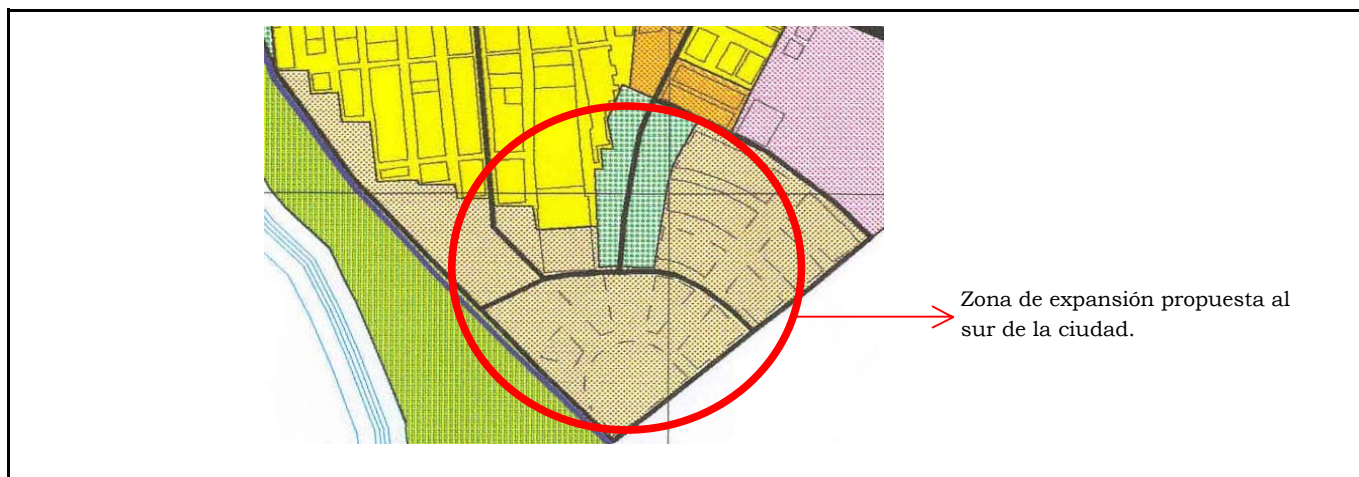 Zona de expansión propuesta al
sur de la ciudad.